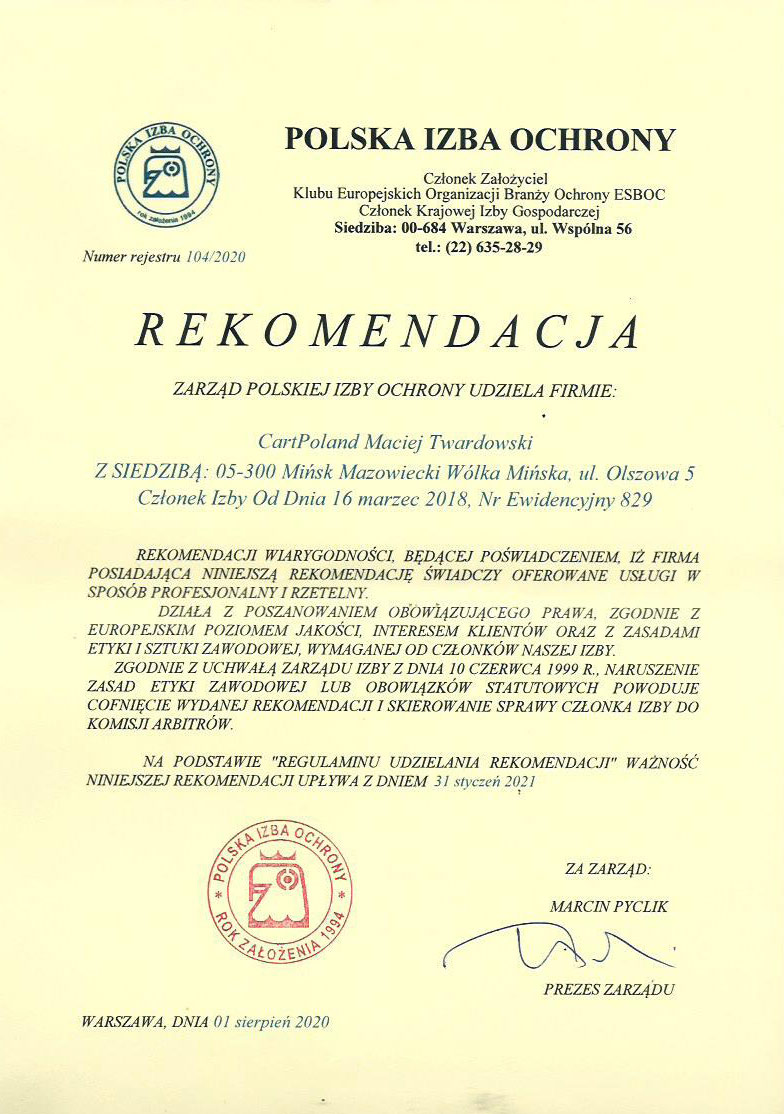 POLSKA IZBA OCHRONY
rok założenia 1994
POLSKA IZBA OCHRONY
Członek Założyciel
Klubu Europejskich Organizacji Branży Ochrony ESBOC
Członek Krajowej Izby Gospodarczej
Siedziba: 00-684 Warszawa, ul. Wspólna 56
tel.: (22) 635-28-29
Numer rejestru 104/2020
REKOMENDACJA
ZARZĄD POLSKIEJ IZBY OCHRONY UDZIELA FIRMIE:
CartPoland Maciej Twardowski
Z SIEDZIBĄ: 05-300 Mińsk Mazowiecki Wólka Mińska, ul. Olszowa 5
Członek Izby Od Dnia 16 marzec 2018, Nr Ewidencyjny 829
REKOMENDACJI WIARYGODNOŚCI, BĘDĄCEJ POŚWIADCZENIEM, IŻ FIRMA
POSIADAJĄCA NINIEJSZĄ REKOMENDACJĘ ŚWIADCZY OFEROWANE USŁUGI W
SPOSÓB PROFESJONALNY I RZETELNY.
DZIAŁA Z POSZANOWANIEM OBOWIĄZUJĄCEGO PRAWA, ZGODNIE Z
EUROPEJSKIM POZIOMEM JAKOŚCI, INTERESEM KLIENTÓW ORAZ Z ZASADAMI
ETYKI I SZTUKI ZAWODOWEJ, WYMAGANEJ OD CZŁONKÓW NASZEJ IZBY.
ZGODNIE Z UCHWAŁĄ ZARZĄDU IZBY Z DNIA 10 CZERWCA 1999 R., NARUSZENIE
ZASAD ETYKI ZAWODOWEJ LUB OBOWIĄZKÓW STATUTOWYCH POWODUJE
COFNIĘCIE WYDANEJ REKOMENDACJI I SKIEROWANIE SPRAWY CZŁONKA IZBY DO
KOMISJI ARBITRÓW.
NA PODSTAWIE "REGULAMINU UDZIELANIA REKOMENDACJI" WAŻNOŚĆ
NINIEJSZEJ REKOMENDACJI UPŁYWA Z DNIEM 31 styczeń 2021
* POLSKA IZBA OCHRONY *
ROK ZAŁOŻENIA 1994
ZA ZARZĄD:
MARCIN PYCLIK
PREZES ZARZĄDU
WARSZAWA, DNIA 01 sierpień 2020